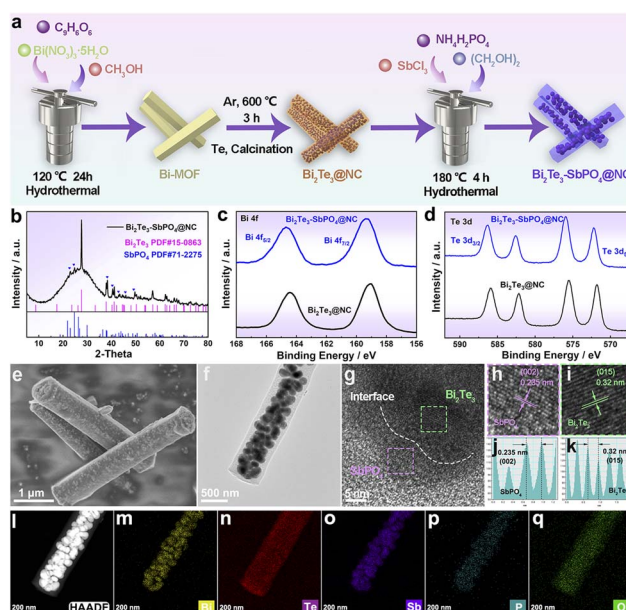 a
C₉H₆O₆
Bi(NO₃)₃·5H₂O
CH₃OH
120 ℃ 24h
Hydrothermal
Bi-MOF
Ar, 600 ℃
3 h
Te, Calcination
Bi₂Te₃@NC
NH₄H₂PO₄
SbCl₃
(CH₂OH)₂
180 ℃ 4 h
Hydrothermal
Bi₂Te₃-SbPO₄@NC
b
Intensity / a.u.
Bi₂Te₃-SbPO₄@NC
Bi₂Te₃ PDF#15-0863
SbPO₄ PDF#71-2275
10 20 30 40 50 60 70 80
2-Theta
c
Intensity / a.u.
Bi 4f
Bi₂Te₃-SbPO₄@NC
Bi 4f₅/₂
Bi 4f₇/₂
Bi₂Te₃@NC
168 165 162 159 156
Binding Energy / eV
d
Intensity / a.u.
Te 3d
Bi₂Te₃-SbPO₄@NC
Te 3d₃/₂
Te 3d₅
Bi₂Te₃@NC
590 585 580 575 570
Binding Energy / eV
e
1 μm
f
500 nm
g
Interface
Bi₂Te₃
SbPO₄
5 nm
h
(002)
0.235 nm
SbPO₄
i
(015)
0.32 nm
Bi₂Te₃
j
0.235 nm
(002)
SbPO₄
k
0.32 nm
(015)
Bi₂Te₃
l
200 nm
HAADF
m
200 nm
Bi
n
200 nm
Te
o
200 nm
Sb
p
200 nm
P
q
200 nm
O